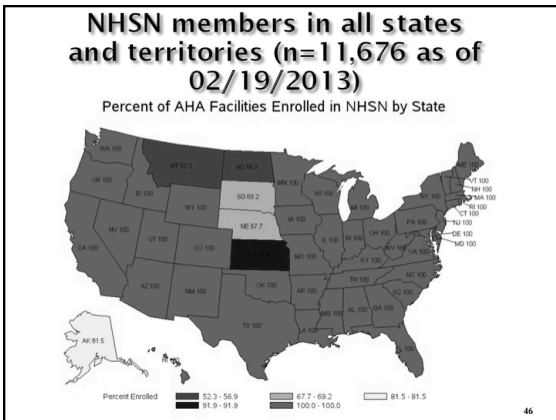 NHSN members in all states
and territories (n=11,676 as of
02/19/2013)
Percent of AHA Facilities Enrolled in NHSN by State
WA 100
MT 52.3
ND 56.9
MN 100
ME 100
VT 100
NH 100
MA 100
RI 100
CT 100
NJ 100
DE 100
MD 100
OR 100
ID 100
WY 100
SD 69.2
WI 100
MI 100
NY 100
NE 67.7
IA 100
PA 100
NV 100
UT 100
CO 100
IL 100
IN 100
OH 100
WV 100
VA 100
CA 100
MO 100
KY 100
AZ 100
NM 100
OK 100
AR 100
TN 100
NC 100
SC 100
TX 100
LA 100
MS 100
AL 100
GA 100
AK 81.5
Percent Enrolled
52.3 - 56.9
67.7 - 69.2
81.5 - 81.5
91.9 - 91.9
100.0 - 100.0
46